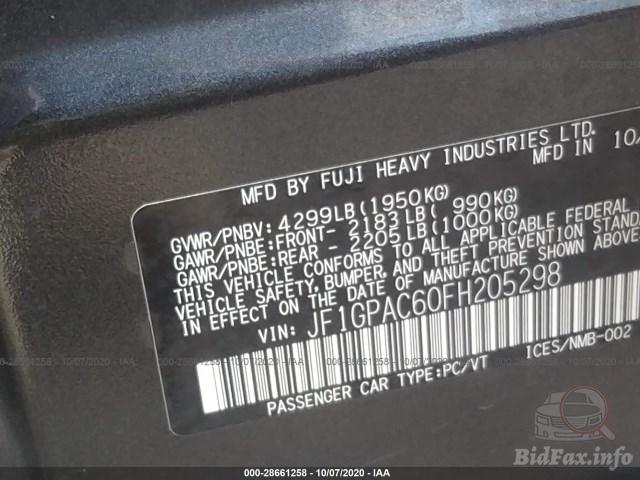 MFD BY FUJI HEAVY INDUSTRIES LTD.
MFD IN 10/
GVWR/PNBV: 4299LB(1950KG)
GAWR/PNBE:FRONT- 2183LB( 990KG)
GAWR/PNBE:REAR - 2205LB(1000KG)
THIS VEHICLE CONFORMS TO ALL APPLICABLE FEDERAL
VEHICLE SAFETY,BUMPER,AND THEFT PREVENTION STAND
IN EFFECT ON THE DATE OF MANUFACTURE SHOWN ABOVE.
VIN: JF1GPAC60FH205298
ICES/NMB-002
PASSENGER CAR TYPE:PC/VT
000-28661258 - 10/07/2020 - IAA
BidFax.info